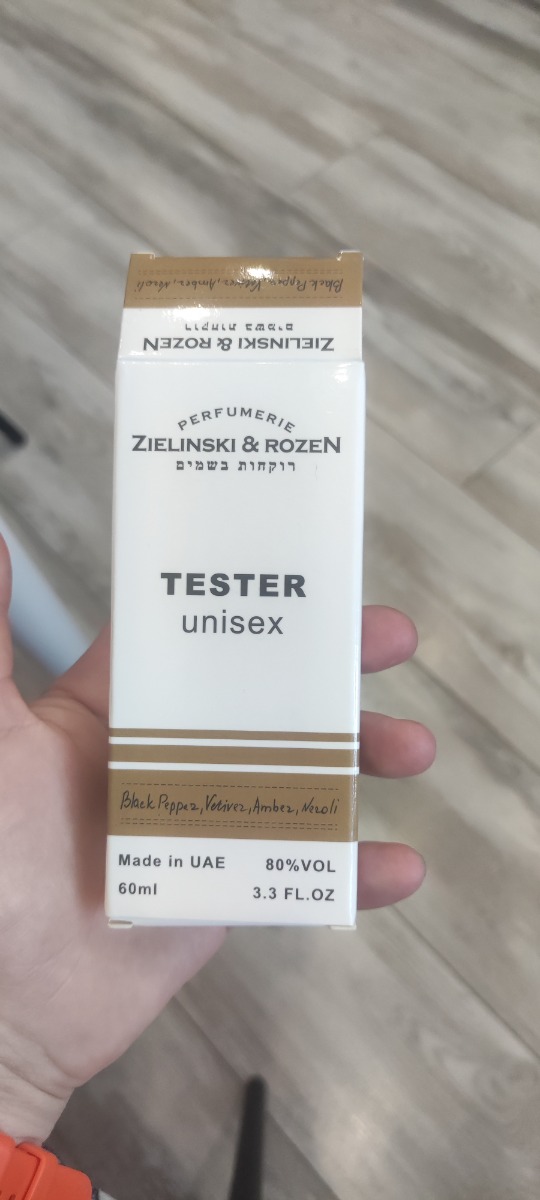 Black Pepper, Vetiver, Amber, Neroli
רוקחות בשמים
ZIELINSKI & ROZEN
PERFUMERIE
ZIELINSKI & ROZEN
רוקחות בשמים
TESTER
unisex
Black Pepper, Vetiver, Amber, Neroli
Made in UAE 80%VOL
60ml 3.3 FL.OZ